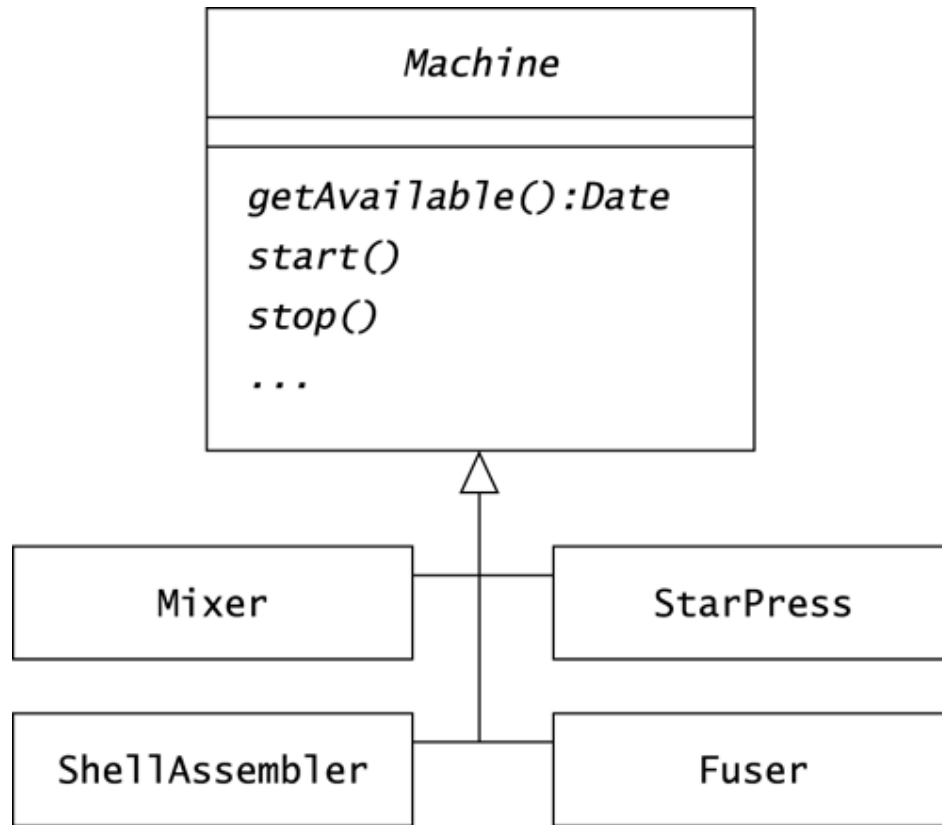 Machine
getAvailable():Date
start()
stop()
...
Mixer
StarPress
ShellAssembler
Fuser